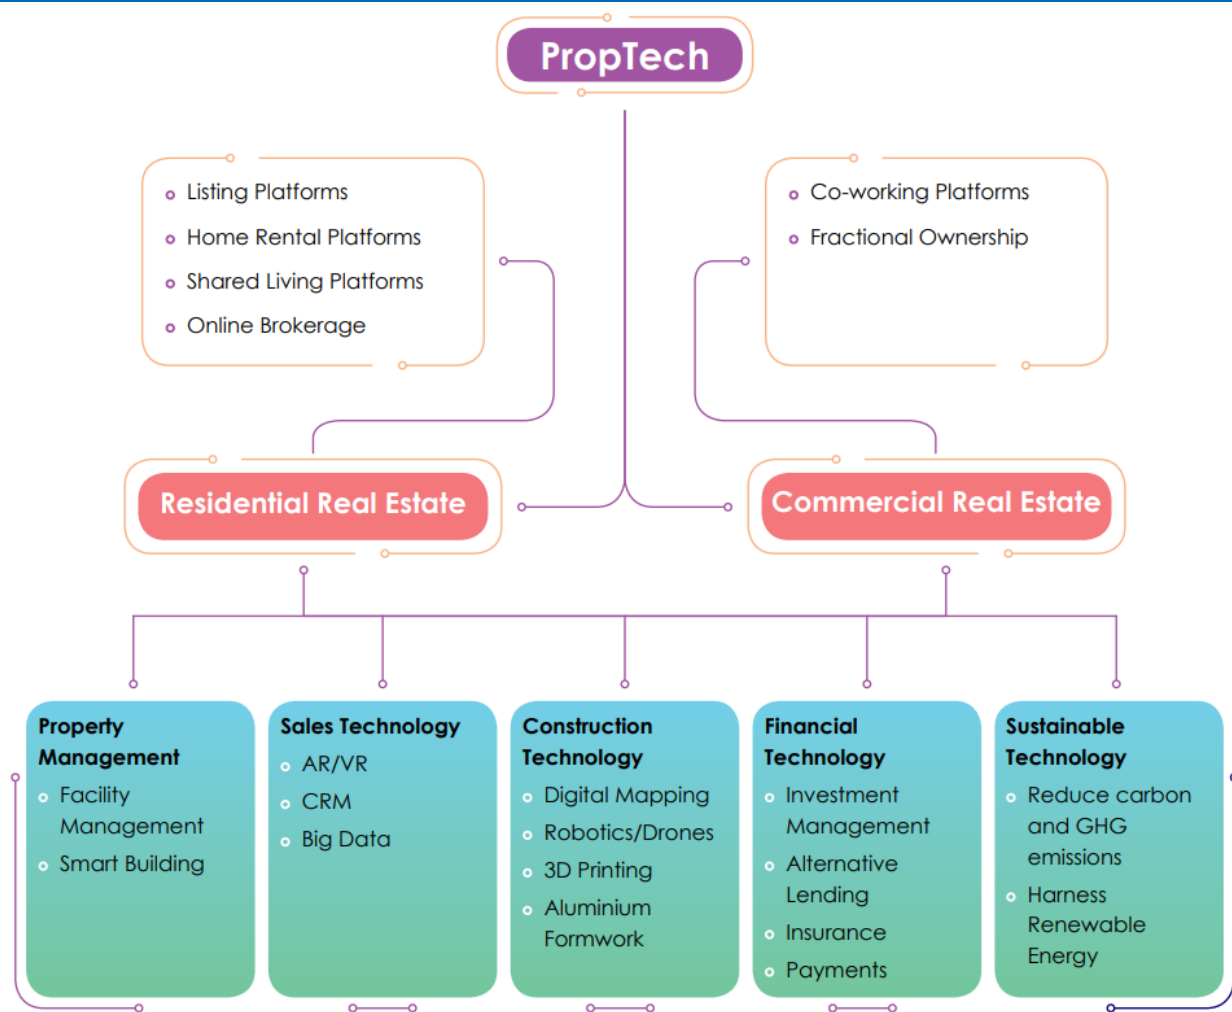 PropTech
Listing Platforms
Home Rental Platforms
Shared Living Platforms
Online Brokerage
Co-working Platforms
Fractional Ownership
Residential Real Estate
Commercial Real Estate
Property
Management
Facility
Management
Smart Building
Sales Technology
AR/VR
CRM
Big Data
Construction
Technology
Digital Mapping
Robotics/Drones
3D Printing
Aluminium
Formwork
Financial
Technology
Investment
Management
Alternative
Lending
Insurance
Payments
Sustainable
Technology
Reduce carbon
and GHG
emissions
Harness
Renewable
Energy